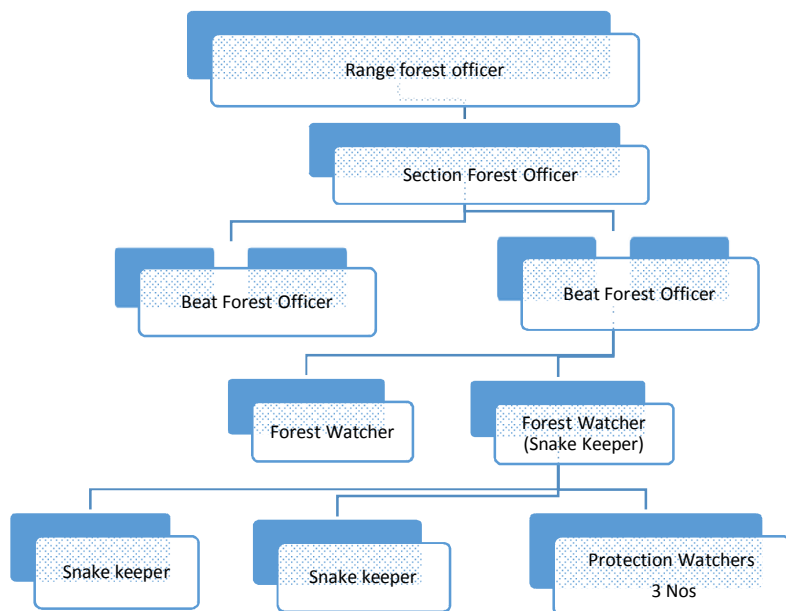 Range forest officer
Section Forest Officer
Beat Forest Officer
Beat Forest Officer
Forest Watcher
Forest Watcher
(Snake Keeper)
Snake keeper
Snake keeper
Protection Watchers
3 Nos